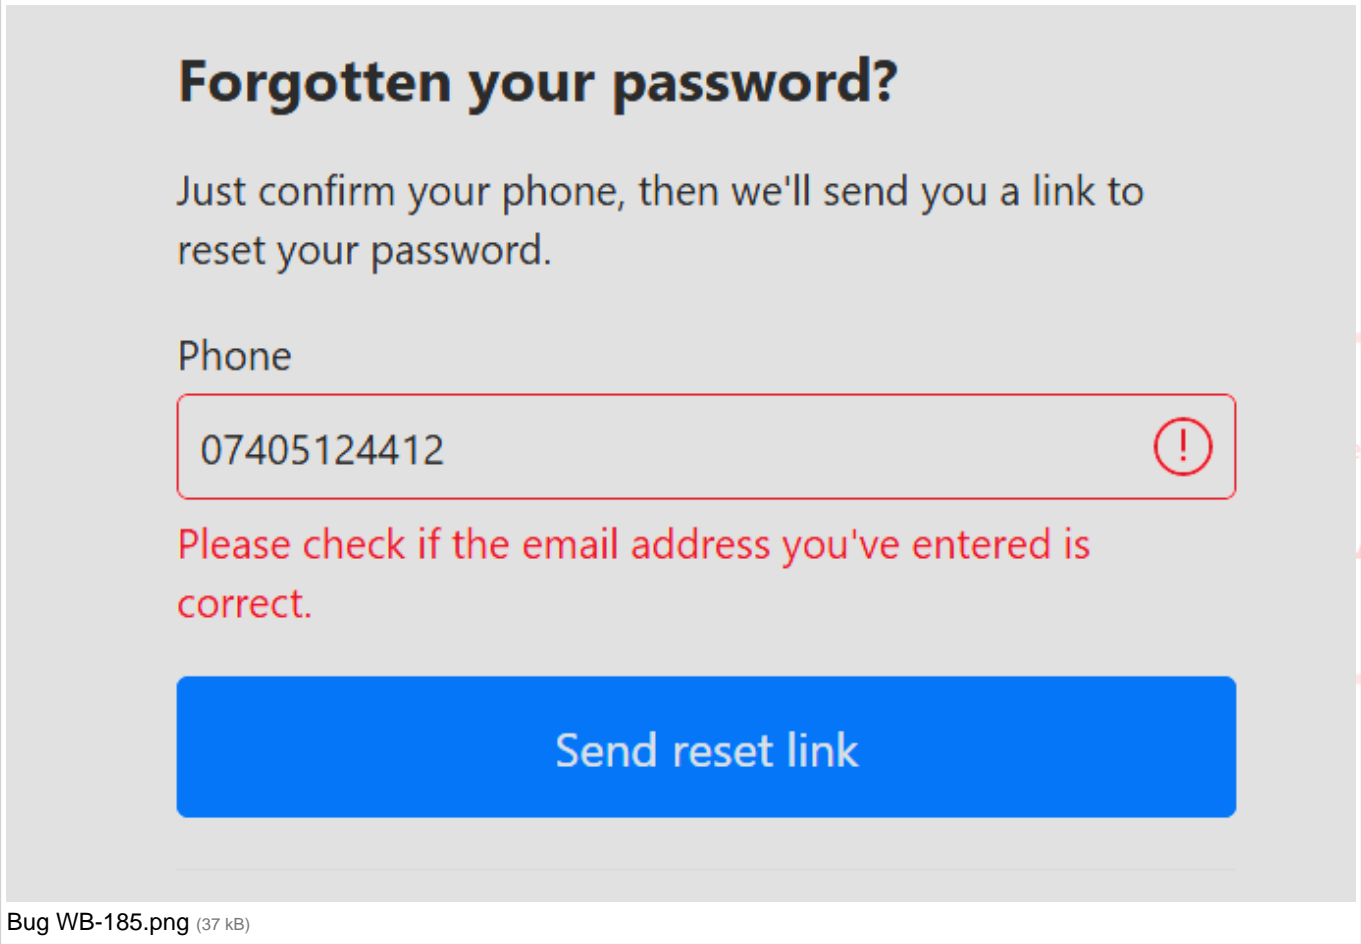 Forgotten your password?
Just confirm your phone, then we'll send you a link to
reset your password.
Phone
07405124412
Please check if the email address you've entered is
correct.
Send reset link
Bug WB-185.png (37 kB)